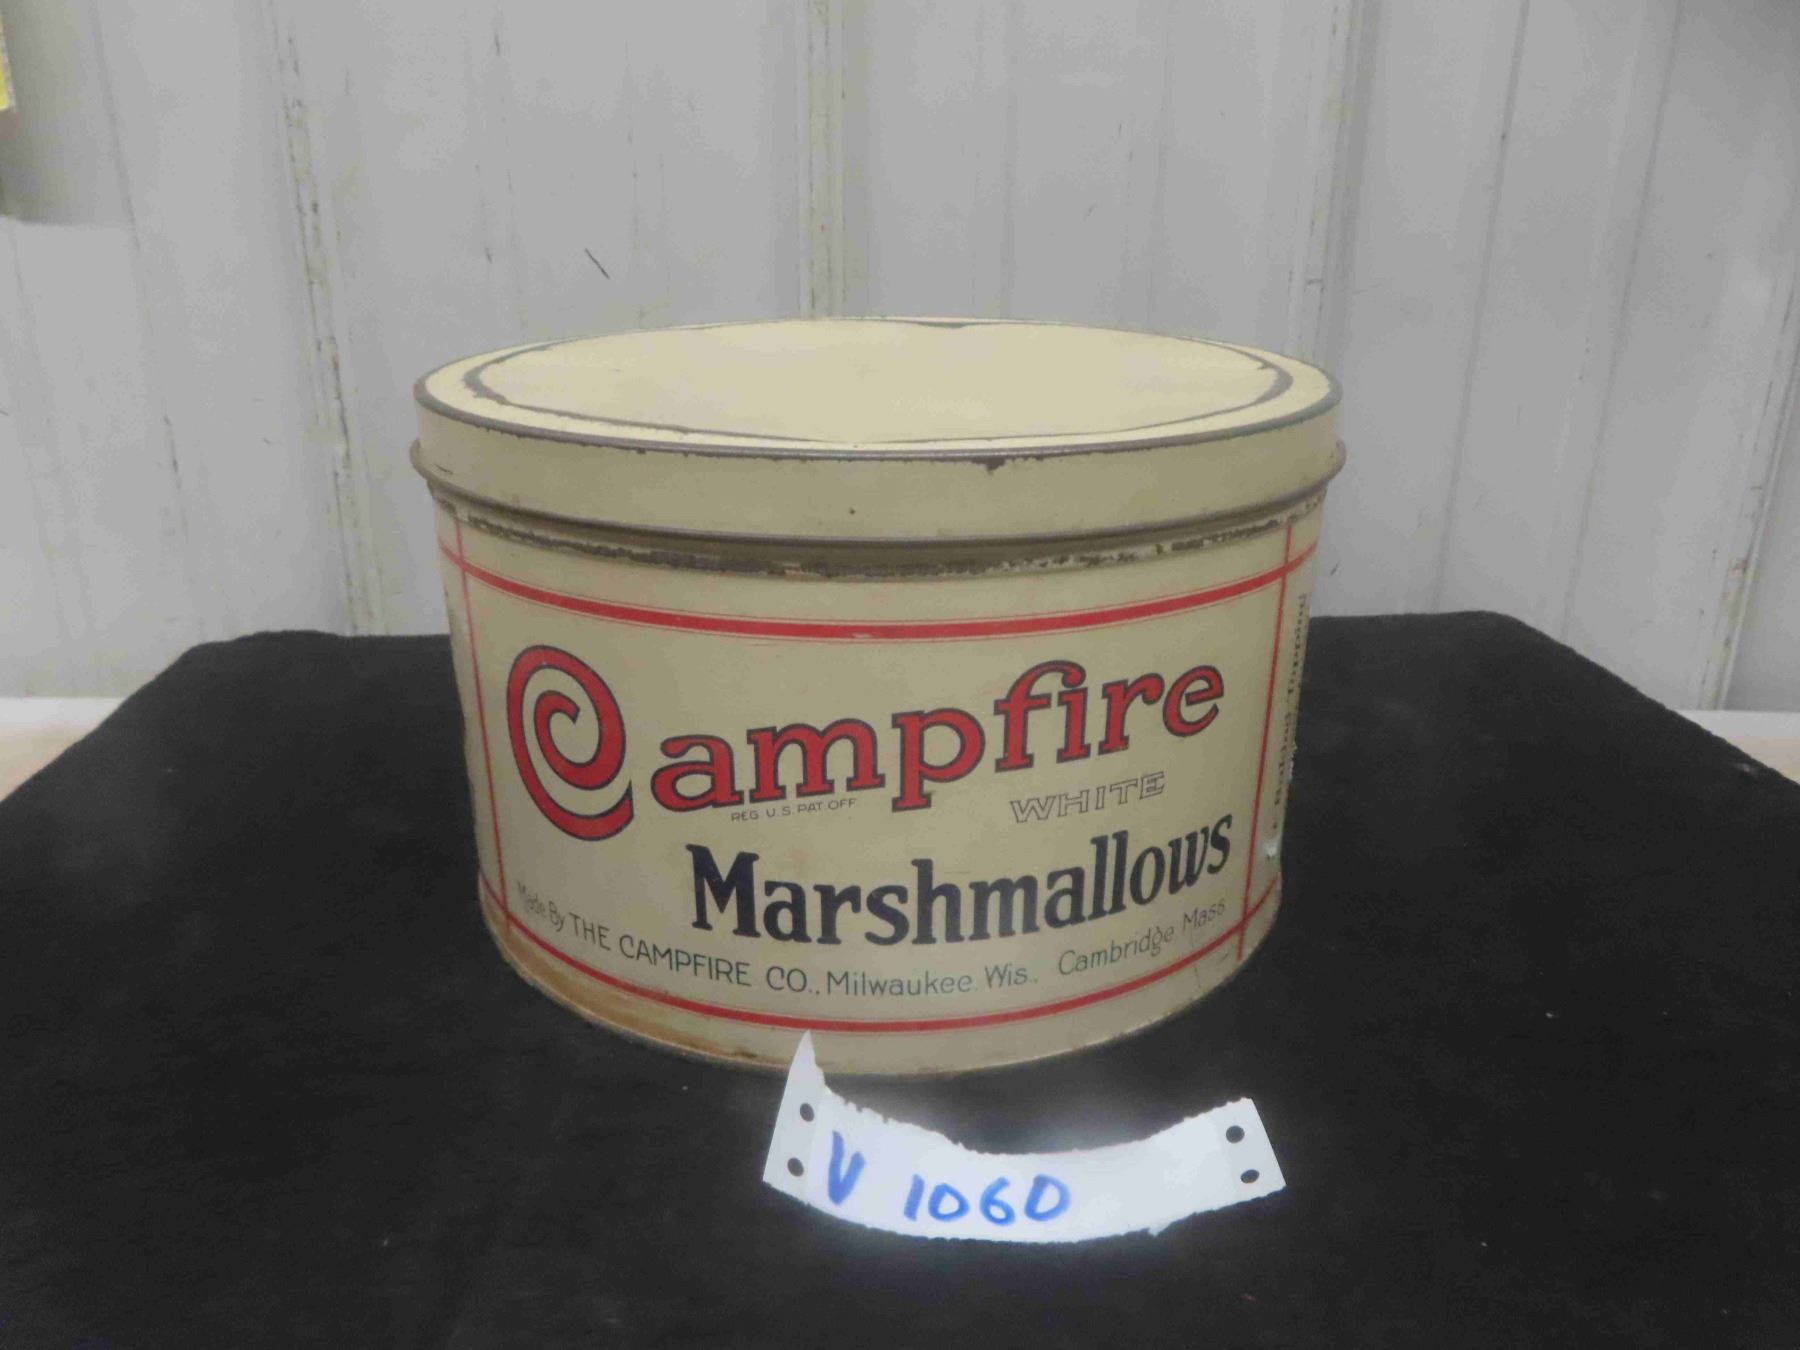 Campfire
REG. U.S. PAT. OFF.
WHITE
Marshmallows
Made By THE CAMPFIRE CO., Milwaukee, Wis., Cambridge, Mass.
V 1060